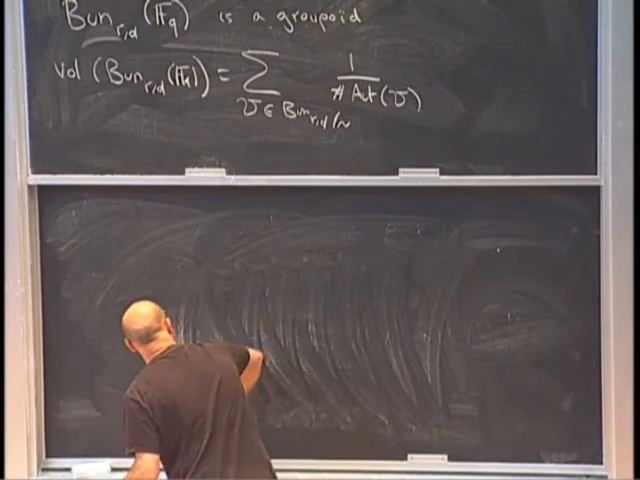 Bun_{r,d}(𝔽_q) is a groupoid
vol (Bun_{r,d}(𝔽_q)) = ∑_{𝒱 ∈ Bun_{r,d}/~} 1/# Aut(𝒱)